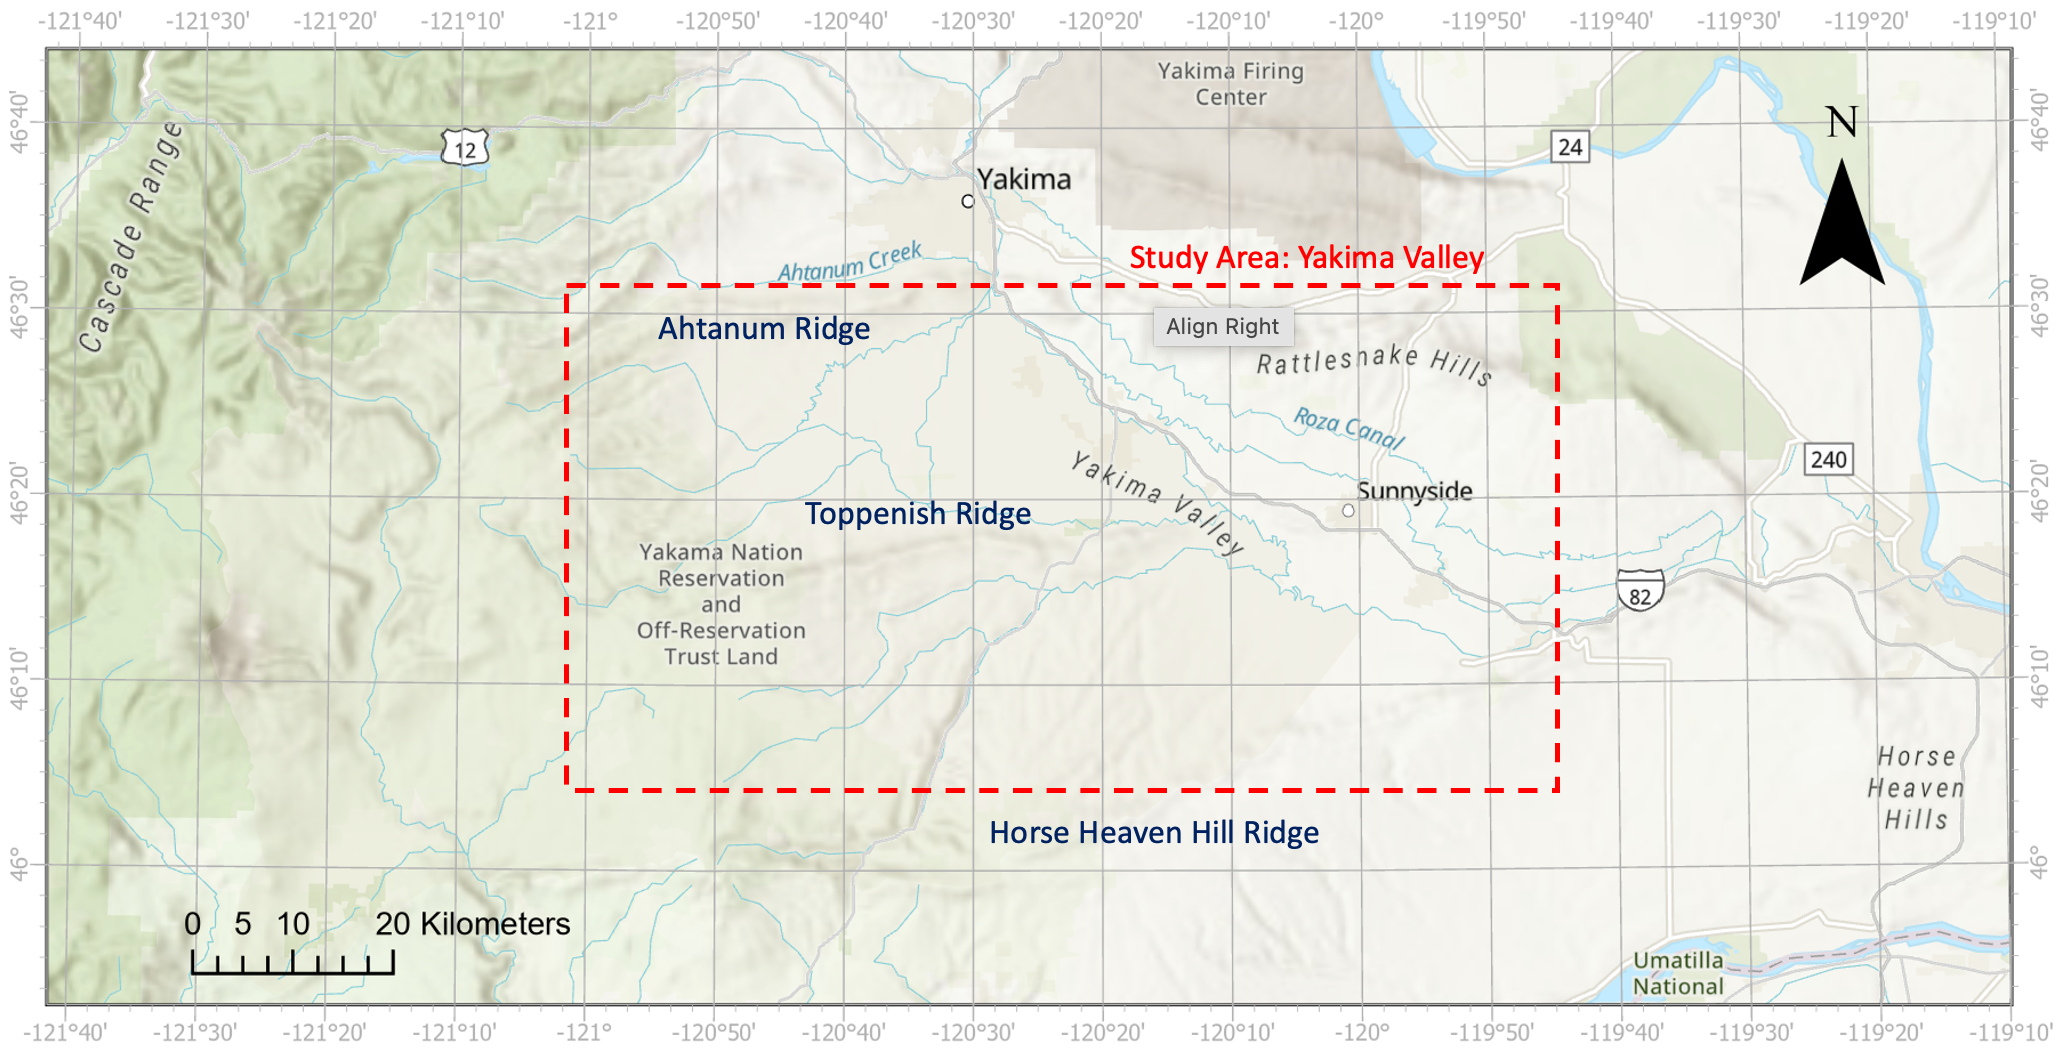 -121°40' -121°30' -121°20' -121°10' -121° -120°50' -120°40' -120°30' -120°20' -120°10' -120° -119°50' -119°40' -119°30' -119°20' -119°10'
Yakima Firing
Center
46°40'
46°40'
N
12
24
Cascade Range
Yakima
Study Area: Yakima Valley
Ahtanum Creek
46°30'
46°30'
Ahtanum Ridge
Align Right
Rattlesnake Hills
Roza Canal
240
Yakima Valley
46°20'
46°20'
Sunnyside
Toppenish Ridge
Yakama Nation
Reservation
and
Off-Reservation
Trust Land
82
46°10'
46°10'
Horse
Heaven
Hills
Horse Heaven Hill Ridge
46°
46°
0 5 10 20 Kilometers
Umatilla
National
-121°40' -121°30' -121°20' -121°10' -121° -120°50' -120°40' -120°30' -120°20' -120°10' -120° -119°50' -119°40' -119°30' -119°20' -119°10'